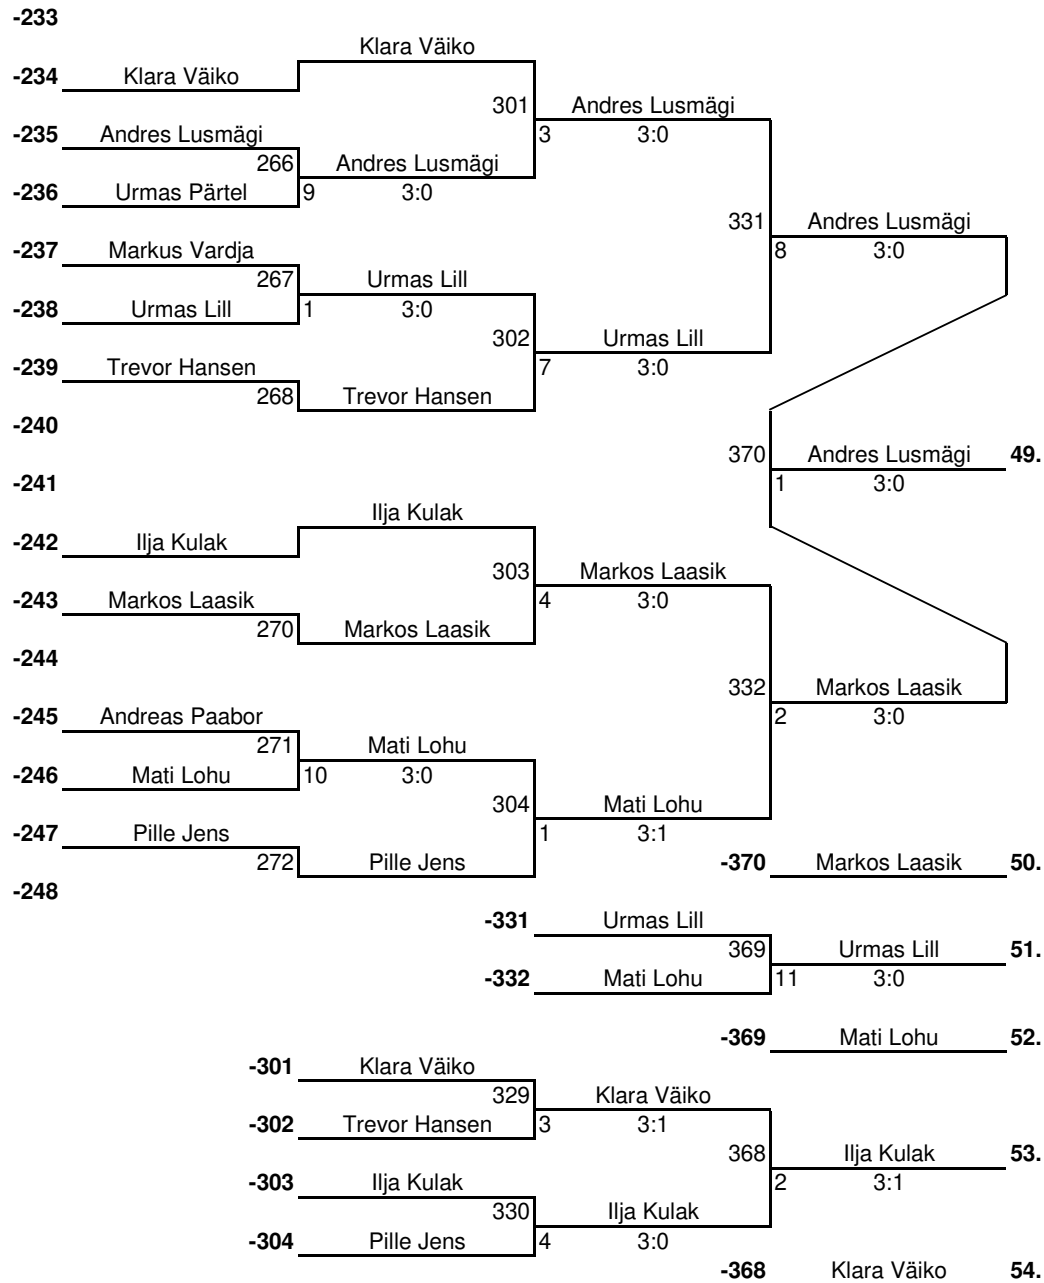 -233
Klara Väiko
-234 Klara Väiko
301 Andres Lusmägi
-235 Andres Lusmägi 3 3:0
266 Andres Lusmägi
-236 Urmas Pärtel 9 3:0
331 Andres Lusmägi
-237 Markus Vardja 8 3:0
267 Urmas Lill
-238 Urmas Lill 1 3:0
302 Urmas Lill
-239 Trevor Hansen 7 3:0
268 Trevor Hansen
-240
370 Andres Lusmägi 49.
-241 1 3:0
Ilja Kulak
-242 Ilja Kulak
303 Markos Laasik
-243 Markos Laasik 4 3:0
270 Markos Laasik
-244
332 Markos Laasik
-245 Andreas Paabor 2 3:0
271 Mati Lohu
-246 Mati Lohu 10 3:0
304 Mati Lohu
-247 Pille Jens 1 3:1
272 Pille Jens -370 Markos Laasik 50.
-248
-331 Urmas Lill
369 Urmas Lill 51.
-332 Mati Lohu 11 3:0
-369 Mati Lohu 52.
-301 Klara Väiko
329 Klara Väiko
-302 Trevor Hansen 3 3:1
368 Ilja Kulak 53.
-303 Ilja Kulak 2 3:1
330 Ilja Kulak
-304 Pille Jens 4 3:0
-368 Klara Väiko 54.